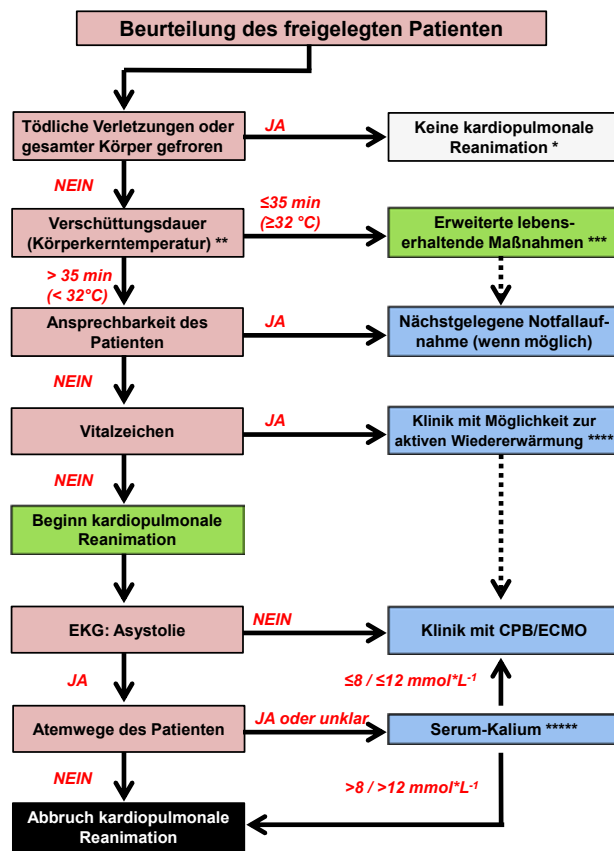 Beurteilung des freigelegten Patienten
Tödliche Verletzungen oder
gesamter Körper gefroren
JA
Keine kardiopulmonale
Reanimation *
NEIN
Verschüttungsdauer
(Körperkerntemperatur) **
≤35 min
(≥32 °C)
Erweiterte lebens-
erhaltende Maßnahmen ***
> 35 min
(< 32°C)
Ansprechbarkeit des
Patienten
JA
Nächstgelegene Notfallauf-
nahme (wenn möglich)
NEIN
Vitalzeichen
JA
Klinik mit Möglichkeit zur
aktiven Wiedererwärmung ****
NEIN
Beginn kardiopulmonale
Reanimation
EKG: Asystolie
NEIN
Klinik mit CPB/ECMO
JA
≤8 / ≤12 mmol*L⁻¹
Atemwege des Patienten
JA oder unklar
Serum-Kalium *****
NEIN
>8 / >12 mmol*L⁻¹
Abbruch kardiopulmonale
Reanimation